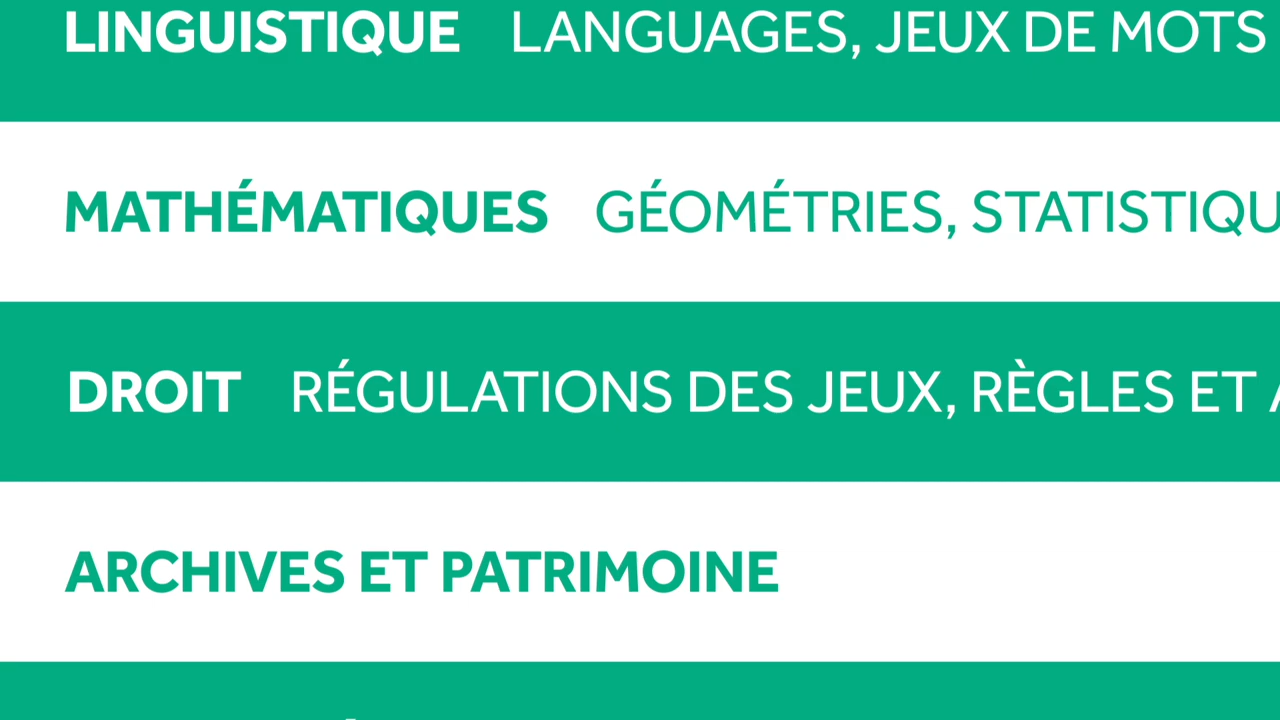 LINGUISTIQUE LANGUAGES, JEUX DE MOTS
MATHÉMATIQUES GÉOMÉTRIES,
DROIT RÉGULATIONS DES JEUX, RÈGLES ET
ARCHIVES ET PATRIMOINE